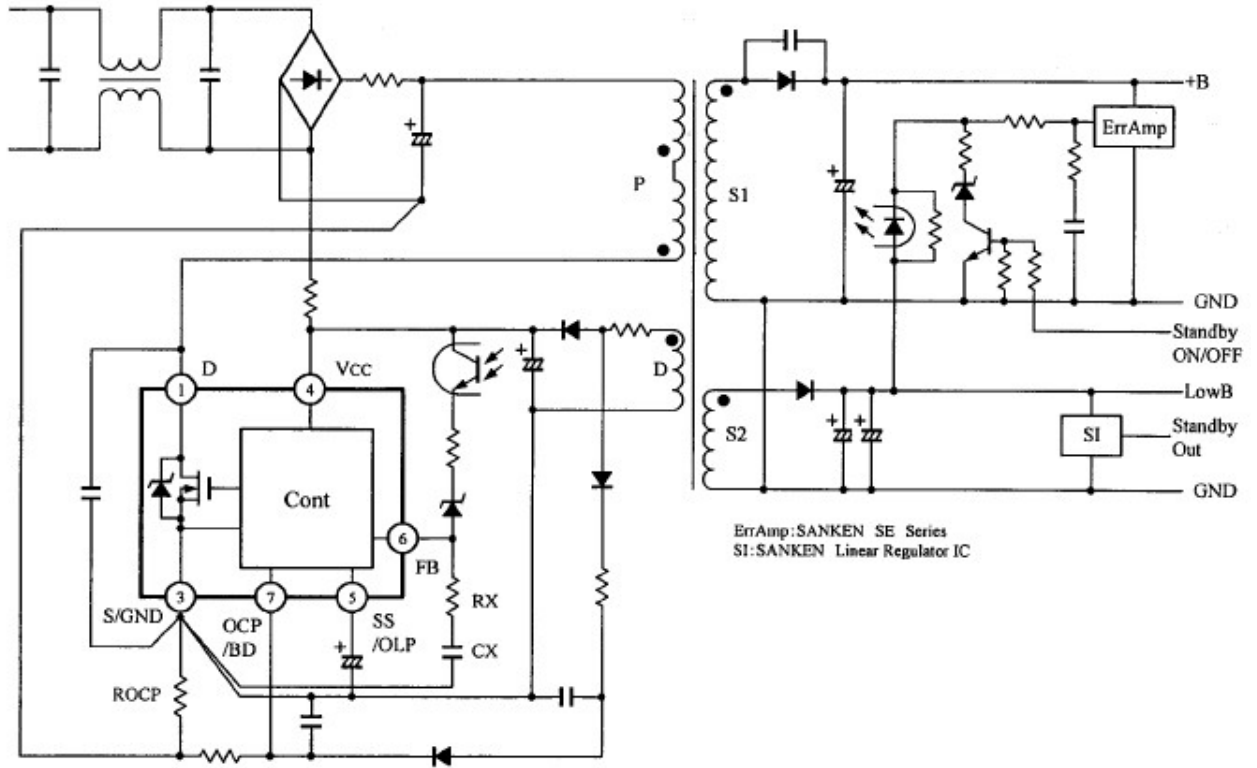 +B
ErrAmp
P
S1
GND
Standby
ON/OFF
D
VCC
D
1
4
LowB
S2
SI
Standby
Out
Cont
GND
6
FB
ErrAmp:SANKEN SE Series
SI:SANKEN Linear Regulator IC
3
7
5
S/GND
OCP
/BD
SS
/OLP
RX
CX
ROCP